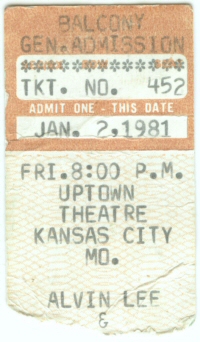 BALCONY
GEN. ADMISSION
TKT. NO. 452
ADMIT ONE - THIS DATE
JAN. 2,1981
FRI.8:00 P.M.
UPTOWN
THEATRE
KANSAS CITY
MO.
ALVIN LEE
&